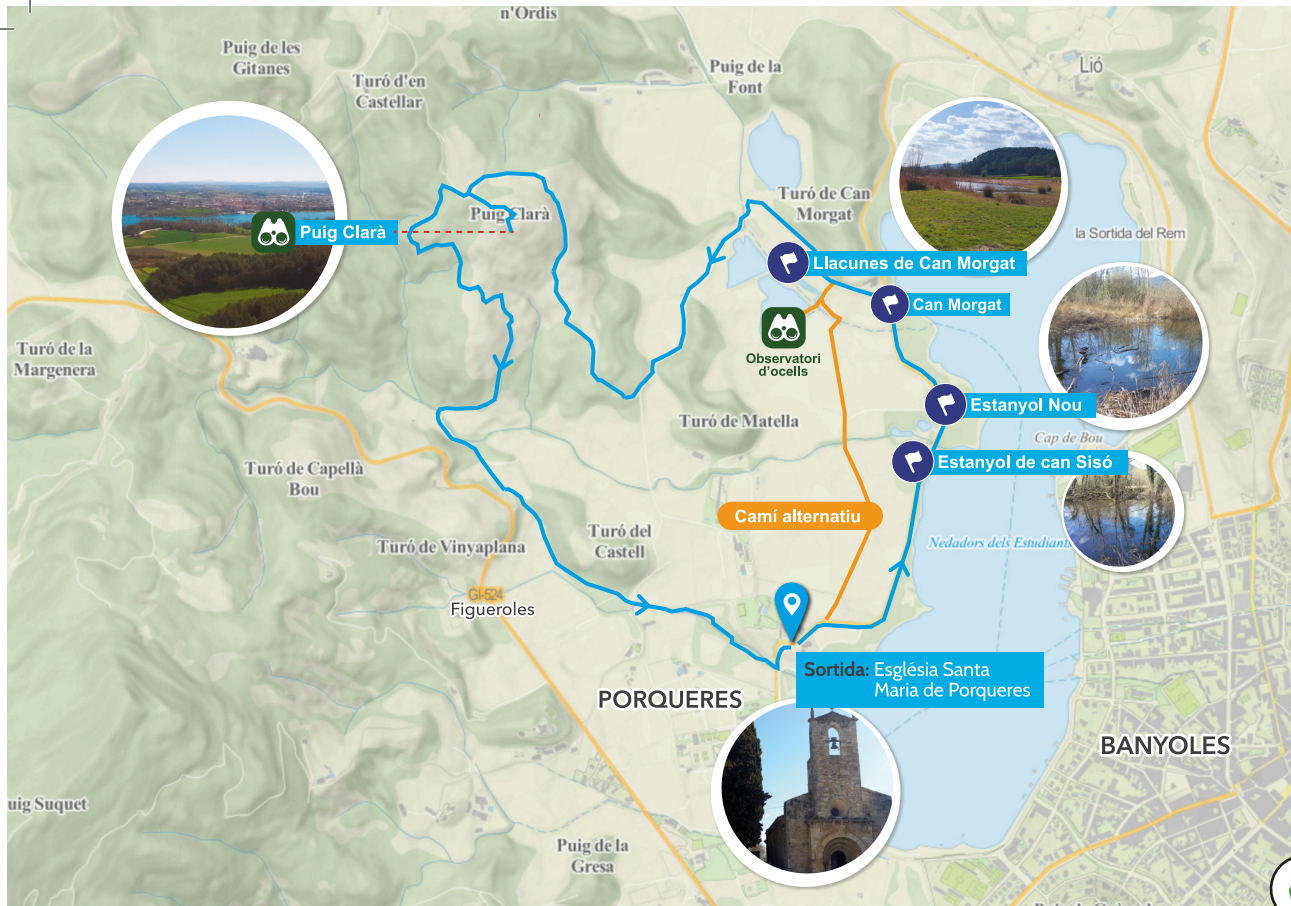 n'Ordis
Puig de les
Gitanes
Turó d'en
Castellar
Puig de la
Font
Lió
Turó de Can
Morgat
Puig Clarà
Puig Clarà
la Sortida del Rem
Llacunes de Can Morgat
Can Morgat
Observatori
d'ocells
Turó de la
Margenera
Estanyol Nou
Turó de Matella
Cap de Bou
Estanyol de can Sisó
Turó de Capellà
Bou
Camí alternatiu
Turó del
Castell
Turó de Vinyaplana
Nedadors dels Estudiants
GI-524
Figueroles
Sortida: Església Santa
Maria de Porqueres
PORQUERES
BANYOLES
uig Suquet
Puig de la
Gresa